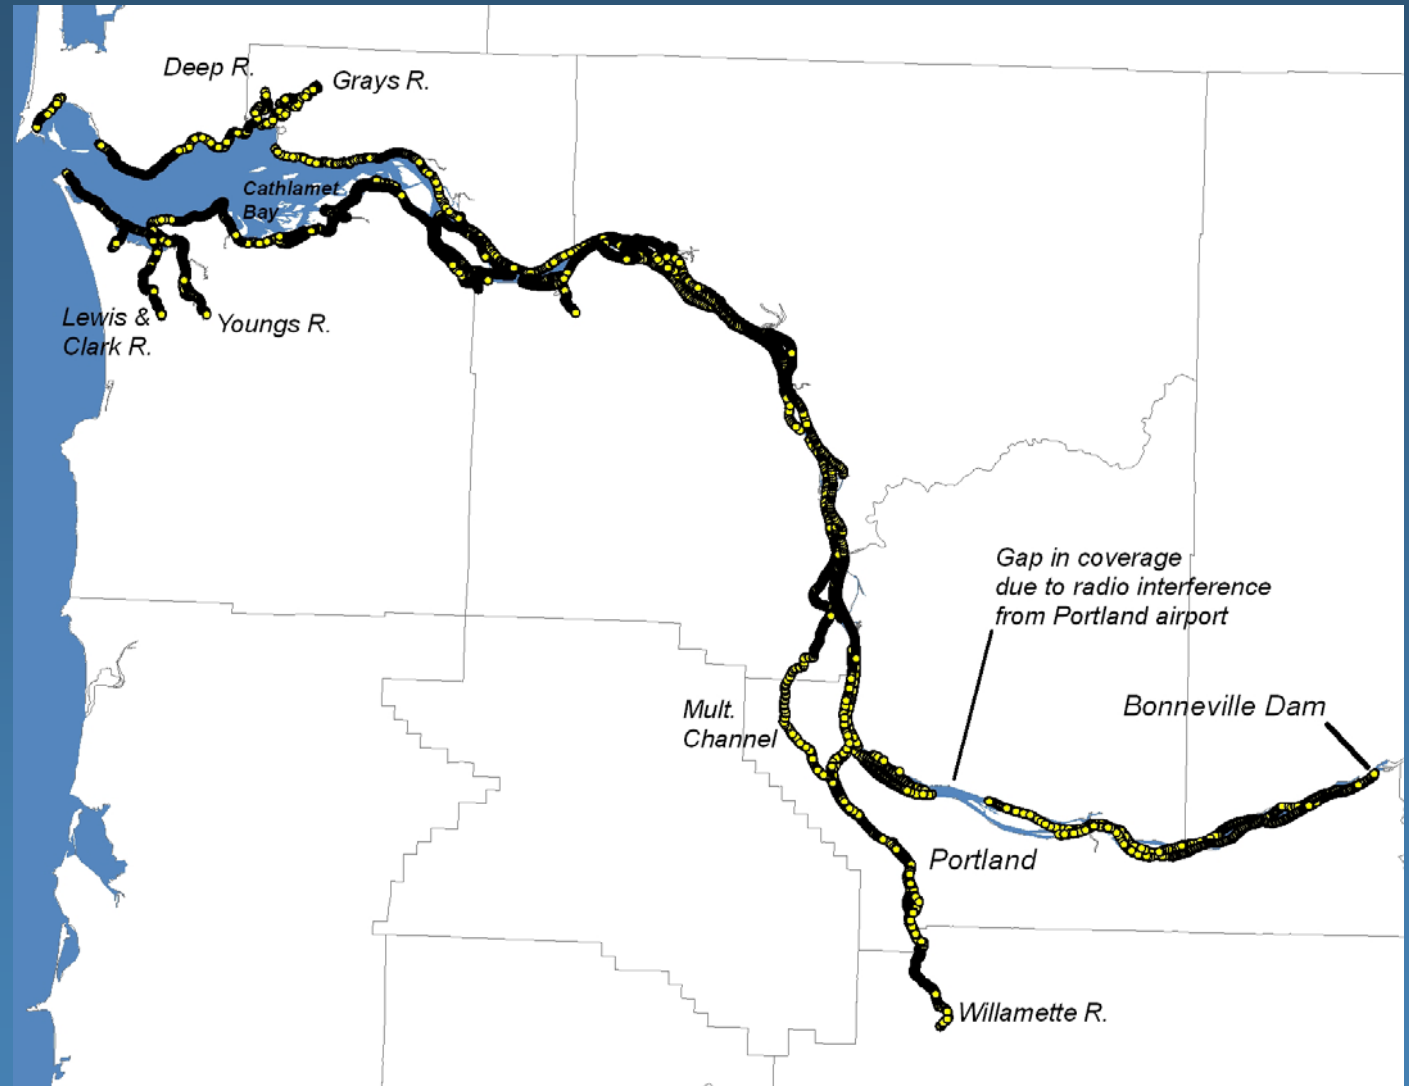 Deep R.
Grays R.
Cathlamet
Bay
Lewis &
Clark R.
Youngs R.
Gap in coverage
due to radio interference
from Portland airport
Mult.
Channel
Bonneville Dam
Portland
Willamette R.